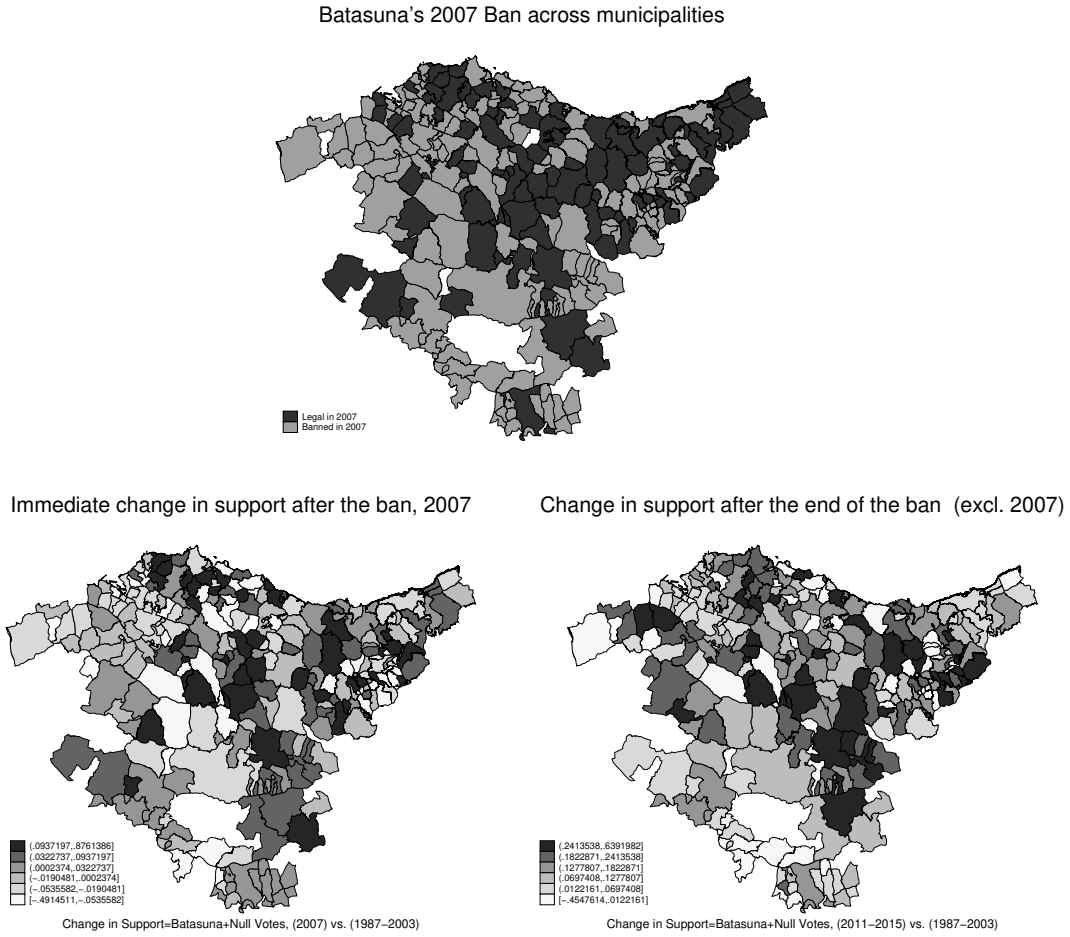 Batasuna's 2007 Ban across municipalities
Legal in 2007
Banned in 2007
Immediate change in support after the ban, 2007
(.0937197,.8761386]
(.0322737,.0937197]
(.0002374,.0322737]
(−.0190481,.0002374]
(−.0535582,−.0190481]
[−.4914511,−.0535582]
Change in Support=Batasuna+Null Votes, (2007) vs. (1987−2003)
Change in support after the end of the ban (excl. 2007)
(.2413538,.6391982]
(.1822871,.2413538]
(.1277807,.1822871]
(.0697408,.1277807]
(.0122161,.0697408]
[−.4547614,.0122161]
Change in Support=Batasuna+Null Votes, (2011−2015) vs. (1987−2003)